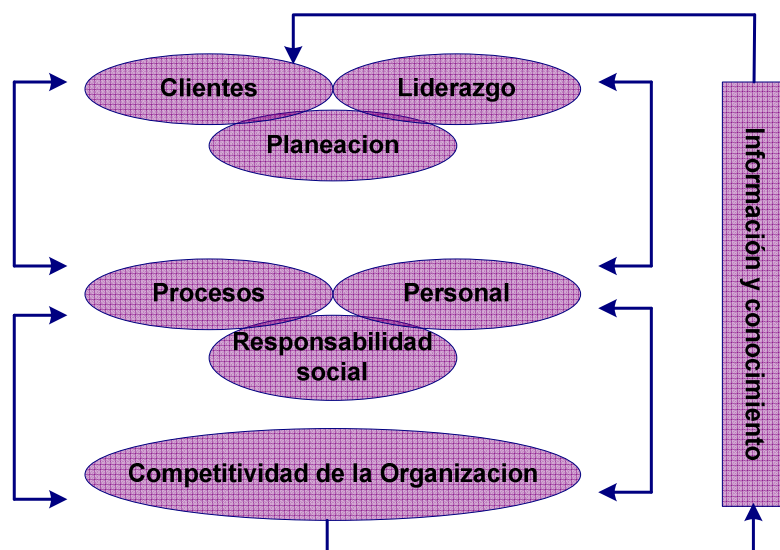 Clientes
Liderazgo
Planeacion
Procesos
Personal
Responsabilidad
social
Competitividad de la Organizacion
Información y conocimiento